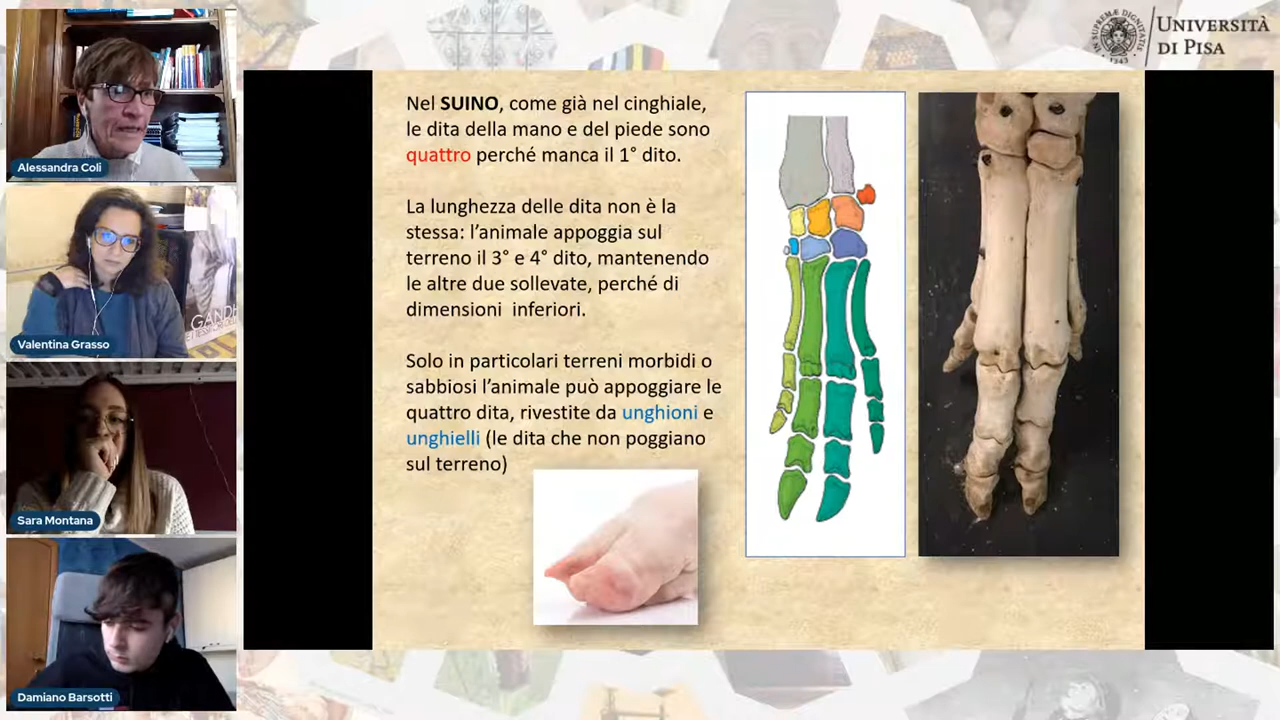 Alessandra Coli
Valentina Grasso
GANDH
Sara Montana
Damiano Barsotti
UNIVERSITÀ
DI PISA
Nel SUINO, come già nel cinghiale,
le dita della mano e del piede sono
quattro perché manca il 1° dito.
La lunghezza delle dita non è la
stessa: l'animale appoggia sul
terreno il 3° e 4° dito, mantenendo
le altre due sollevate, perché di
dimensioni inferiori.
Solo in particolari terreni morbidi o
sabbiosi l'animale può appoggiare le
quattro dita, rivestite da unghioni e
unghielli (le dita che non poggiano
sul terreno)